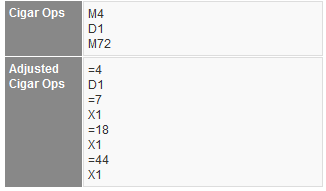 Cigar Ops
M4
D1
M72
Adjusted
Cigar Ops
=4
D1
=7
X1
=18
X1
=44
X1